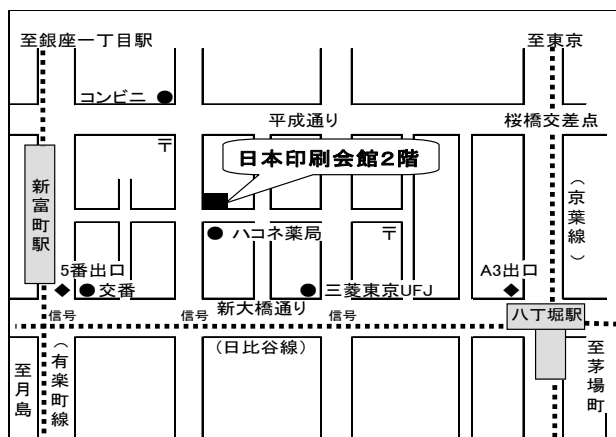 至銀座一丁目駅
至東京
コンビニ
平成通り
桜橋交差点
〒
日本印刷会館2階
新富町駅
(京葉線)
ハコネ薬局
〒
5番出口
A3出口
交番
三菱東京UFJ
新大橋通り
信号
信号
信号
八丁堀駅
(日比谷線)
(有楽町線
至月島
至茅場町